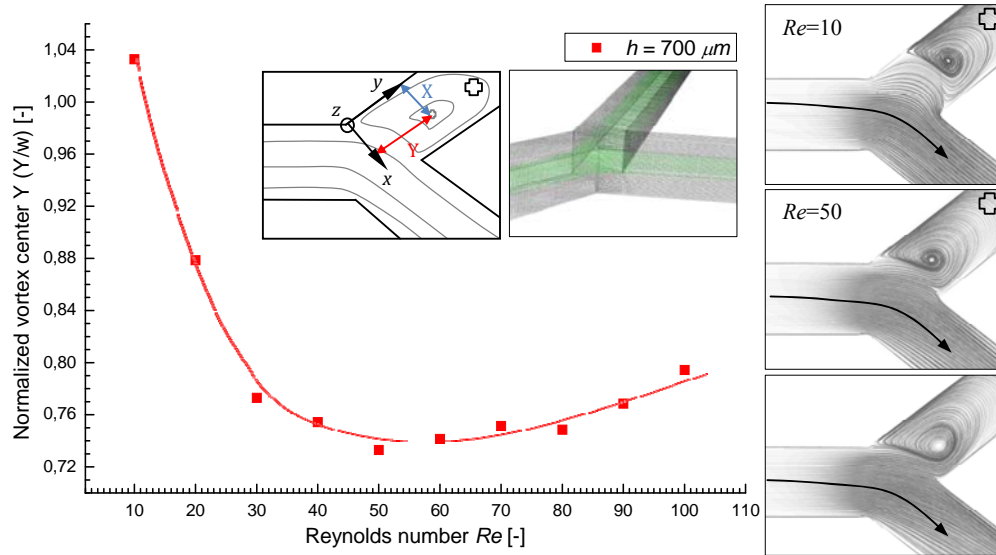 Normalized vortex center Y (Y/w) [-]
1,04
1,00
0,96
0,92
0,88
0,84
0,80
0,76
0,72
10 20 30 40 50 60 70 80 90 100 110
Reynolds number Re [-]
h = 700 μm
y
X
z
Y
x
Re=10
Re=50